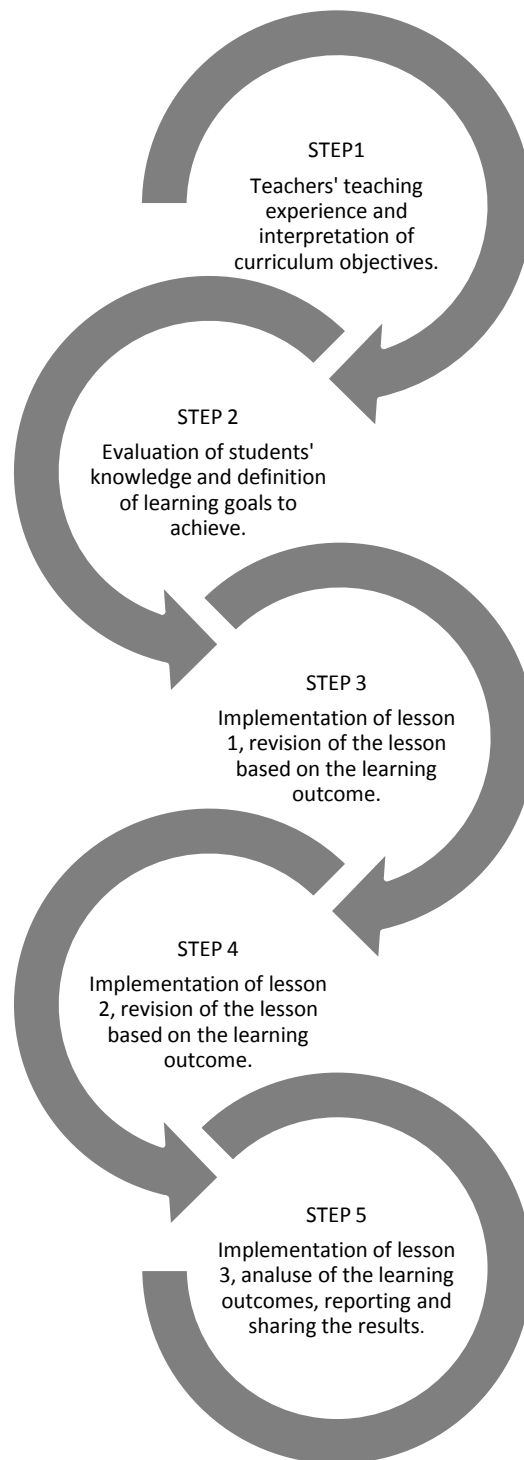 STEP1
Teachers' teaching
experience and
interpretation of
curriculum objectives.
STEP 2
Evaluation of students'
knowledge and definition
of learning goals to
achieve.
STEP 3
Implementation of lesson
1, revision of the lesson
based on the learning
outcome.
STEP 4
Implementation of lesson
2, revision of the lesson
based on the learning
outcome.
STEP 5
Implementation of lesson
3, analuse of the learning
outcomes, reporting and
sharing the results.